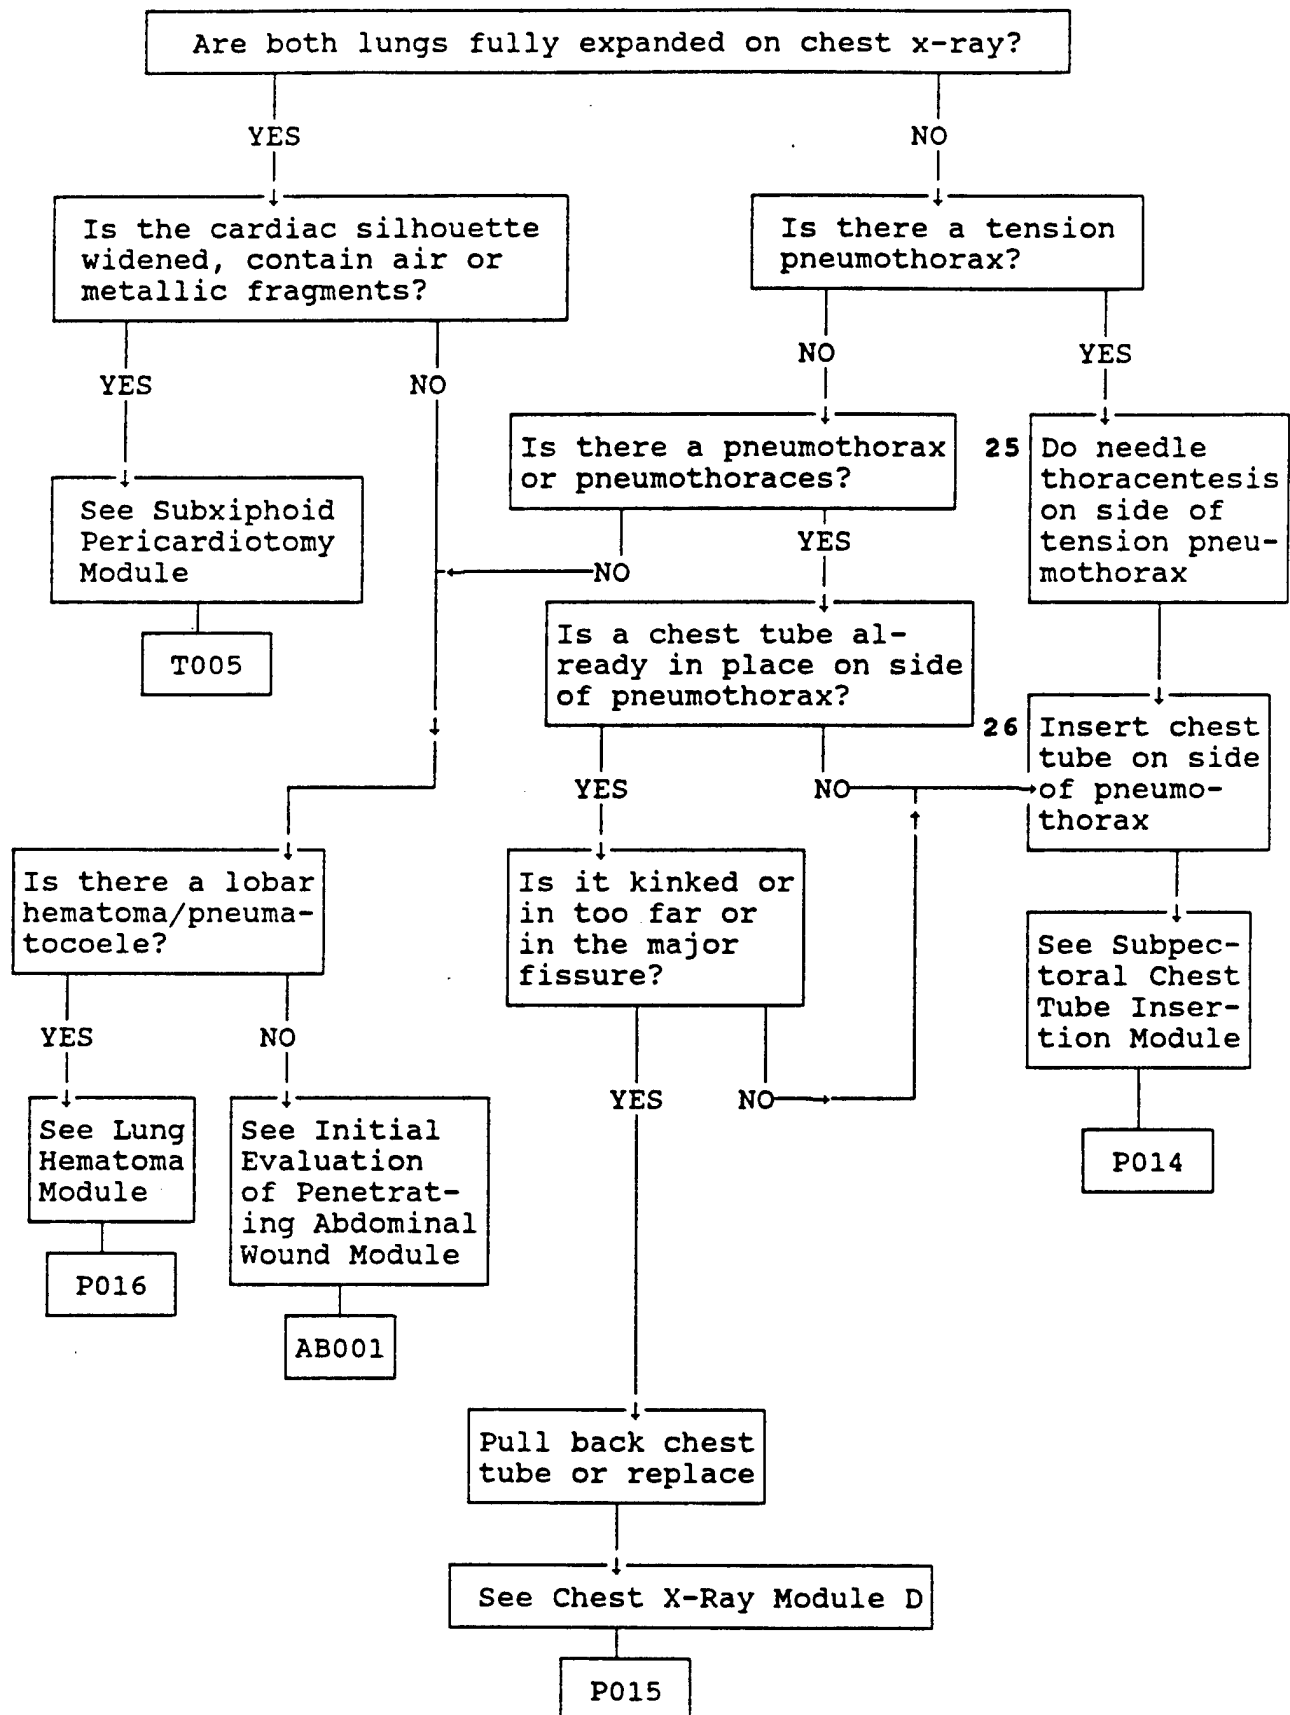 Are both lungs fully expanded on chest x-ray?
YES
NO
Is the cardiac silhouette
widened, contain air or
metallic fragments?
Is there a tension
pneumothorax?
YES
NO
NO
YES
See Subxiphoid
Pericardiotomy
Module
T005
Is there a pneumothorax
or pneumothoraces?
25
Do needle
thoracentesis
on side of
tension pneu-
mothorax
NO
YES
Is a chest tube al-
ready in place on side
of pneumothorax?
26
Insert chest
tube on side
of pneumo-
thorax
YES
NO
Is there a lobar
hematoma/pneuma-
tocoele?
Is it kinked or
in too far or
in the major
fissure?
See Subpec-
toral Chest
Tube Inser-
tion Module
P014
YES
NO
YES
NO
See Lung
Hematoma
Module
P016
See Initial
Evaluation
of Penetrat-
ing Abdominal
Wound Module
AB001
Pull back chest
tube or replace
See Chest X-Ray Module D
P015